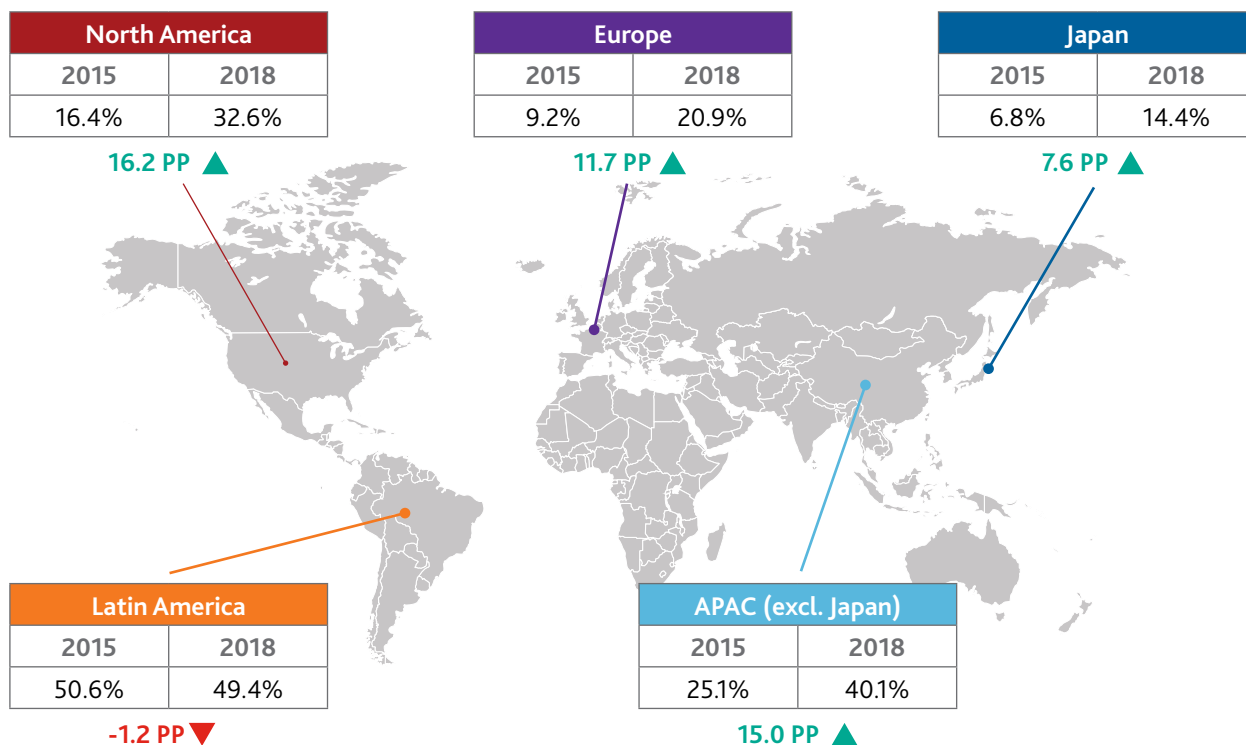 North America
2015 2018
16.4% 32.6%
16.2 PP
Europe
2015 2018
9.2% 20.9%
11.7 PP
Japan
2015 2018
6.8% 14.4%
7.6 PP
Latin America
2015 2018
50.6% 49.4%
-1.2 PP
APAC (excl. Japan)
2015 2018
25.1% 40.1%
15.0 PP